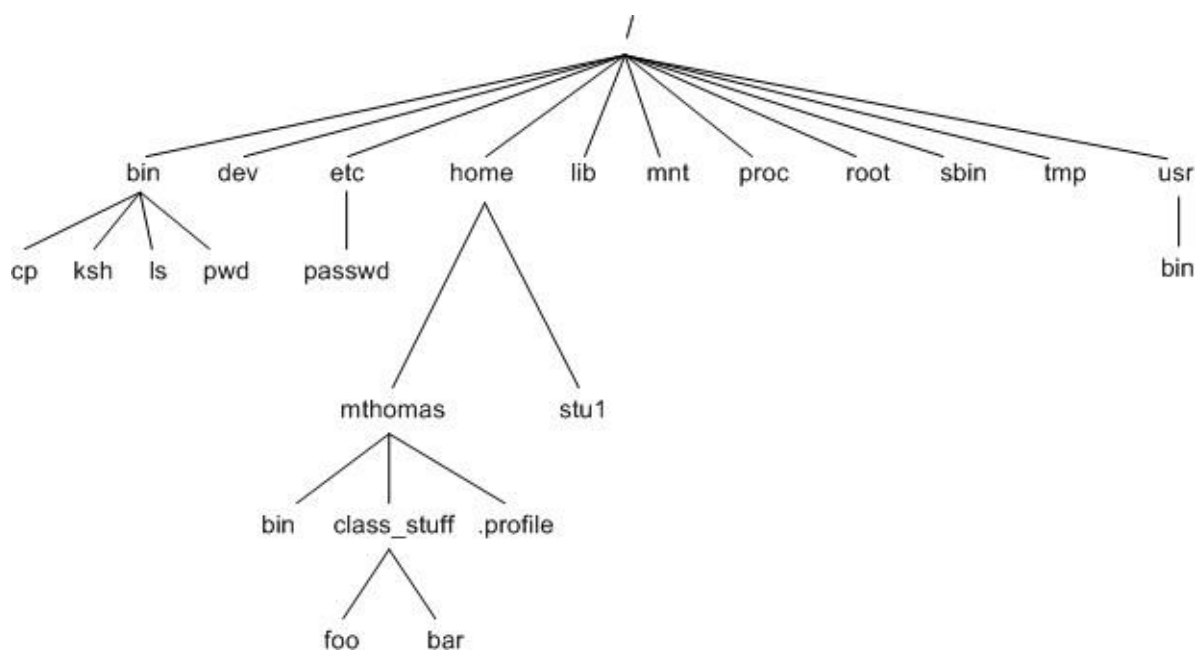 /
bin dev etc home lib mnt proc root sbin tmp usr
cp ksh ls pwd passwd bin
mthomas stu1
bin class_stuff .profile
foo bar